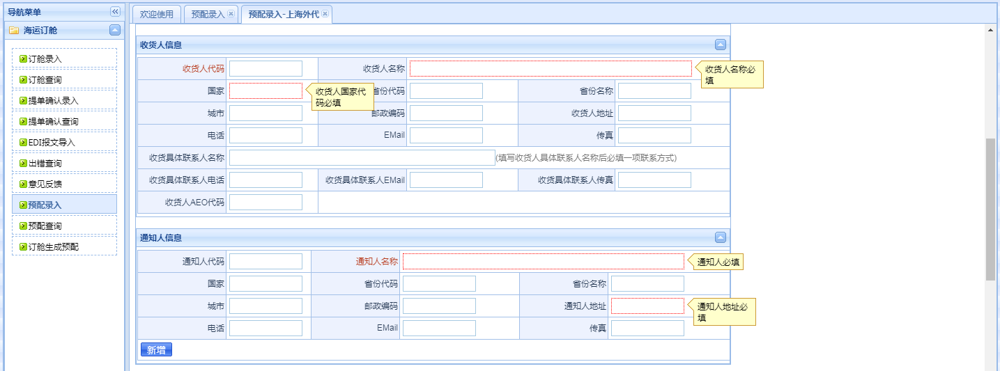 导航菜单
海运订舱
订舱录入
订舱查询
提单确认录入
提单确认查询
EDI报文导入
出错查询
意见反馈
预配录入
预配查询
订舱生成预配
欢迎使用 预配录入 预配录入-上海外代
收货人信息
收货人代码 收货人名称 收货人名称必
填
国家 收货人国家代 省份代码 省份名称
码必填
城市 邮政编码 收货人地址
电话 EMail 传真
收货具体联系人名称 (填写收货人具体联系人名称后必填一项联系方式)
收货具体联系人电话 收货具体联系人EMail 收货具体联系人传真
收货人AEO代码
通知人信息
通知人代码 通知人名称 通知人必填
国家 省份代码 省份名称
城市 邮政编码 通知人地址 通知人地址必
填
电话 EMail 传真
新增